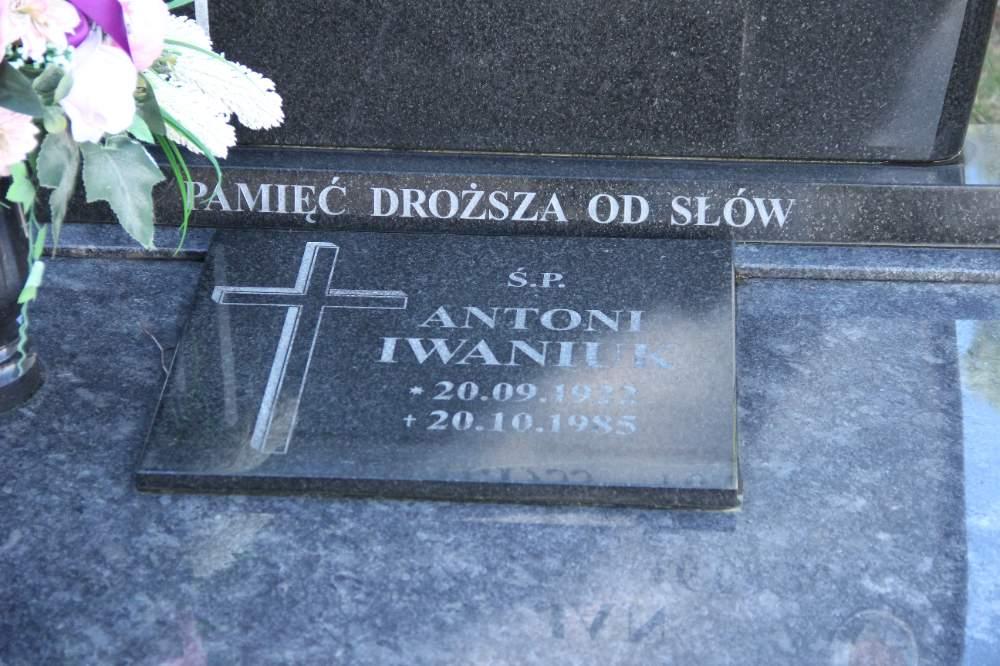 PAMIĘĆ DROŻSZA OD SŁÓW
Ś.P.
ANTONI
IWANIUK
* 20.09.1922
+ 20.10.1985